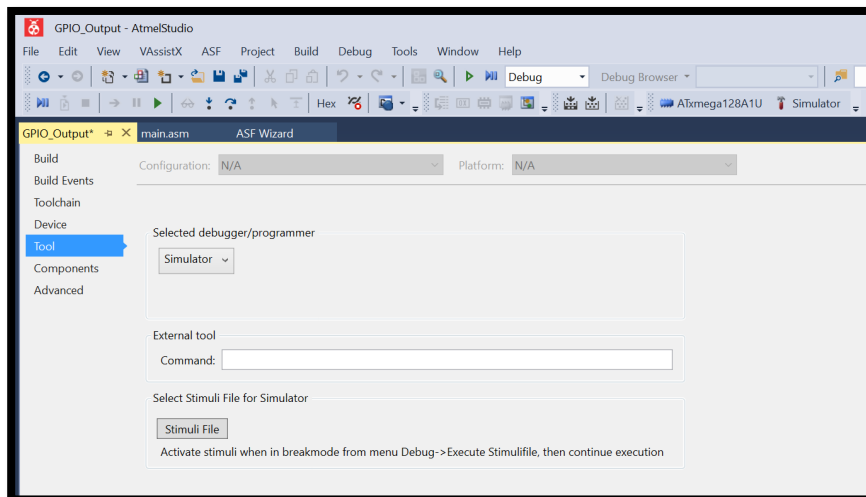 GPIO_Output - AtmelStudio
File Edit View VAssistX ASF Project Build Debug Tools Window Help
Debug Debug Browser
Hex ATxmega128A1U Simulator
GPIO_Output* main.asm ASF Wizard
Build
Configuration: N/A Platform: N/A
Build Events
Toolchain
Device
Selected debugger/programmer
Tool
Simulator
Components
Advanced
External tool
Command:
Select Stimuli File for Simulator
Stimuli File
Activate stimuli when in breakmode from menu Debug->Execute Stimulifile, then continue execution